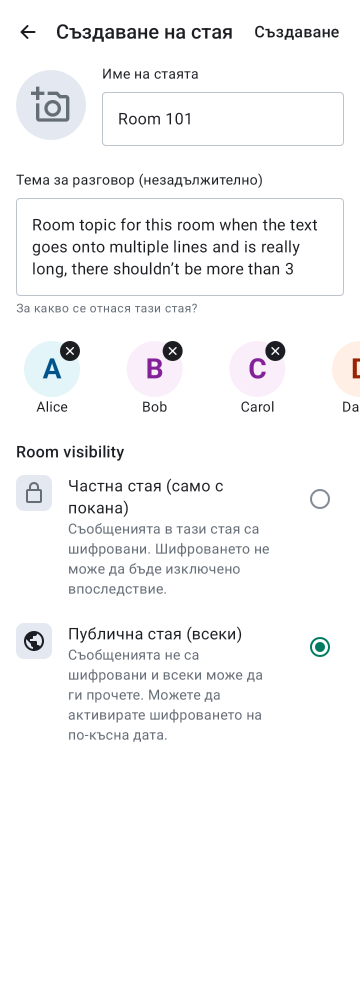 Създаване на стая
Създаване
Име на стаята
Room 101
Тема за разговор (незадължително)
Room topic for this room when the text
goes onto multiple lines and is really
long, there shouldn’t be more than 3
За какво се отнася тази стая?
A
B
C
Alice
Bob
Carol
Da
Room visibility
Частна стая (само с
покана)
Съобщенията в тази стая са
шифровани. Шифроването не
може да бъде изключено
впоследствие.
Публична стая (всеки)
Съобщенията не са
шифровани и всеки може да
ги прочете. Можете да
активирате шифроването на
по-късна дата.